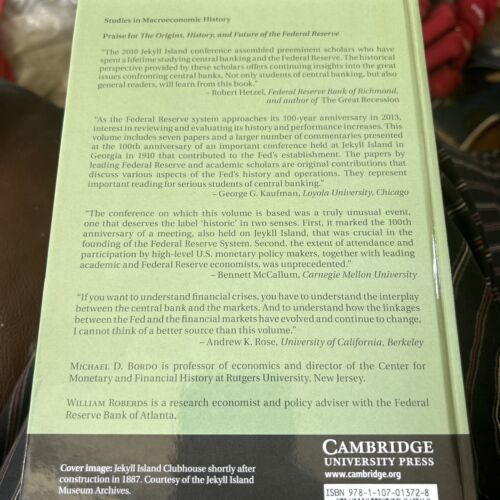 Studies in Macroeconomic History
Praise for The Origins, History, and Future of the Federal Reserve
"The 2010 Jekyll Island conference assembled preeminent scholars who have
spent a lifetime studying central banking and the Federal Reserve. The historical
perspective provided by these scholars offers continuing insights into the great
issues confronting central banks. Not only students of central banking, but also
general readers, will learn from this book."
– Robert Hetzel, Federal Reserve Bank of Richmond,
and author of The Great Recession
"As the Federal Reserve system approaches its 100-year anniversary in 2013,
interest in reviewing and evaluating its history and performance increases. This
volume includes seven papers and a larger number of commentaries presented
at the 100th anniversary of an important conference held at Jekyll Island in
Georgia in 1910 that contributed to the Fed's establishment. The papers by
leading Federal Reserve and academic scholars are original contributions that
discuss various aspects of the Fed's history and operations. They represent
important reading for serious students of central banking."
– George G. Kaufman, Loyola University, Chicago
"The conference on which this volume is based was a truly unusual event,
one that deserves the label 'historic' in two senses. First, it marked the 100th
anniversary of a meeting, also held on Jekyll Island, that was crucial in the
founding of the Federal Reserve System. Second, the extent of attendance and
participation by high-level U.S. monetary policy makers, together with leading
academic and Federal Reserve economists, was unprecedented."
– Bennett McCallum, Carnegie Mellon University
"If you want to understand financial crises, you have to understand the interplay
between the central bank and the markets. And to understand how the linkages
between the Fed and the financial markets have evolved and continue to change,
I cannot think of a better source than this volume."
– Andrew K. Rose, University of California, Berkeley
MICHAEL D. BORDO is professor of economics and director of the Center for
Monetary and Financial History at Rutgers University, New Jersey.
WILLIAM ROBERDS is a research economist and policy adviser with the Federal
Reserve Bank of Atlanta.
Cover image: Jekyll Island Clubhouse shortly after
construction in 1887. Courtesy of the Jekyll Island
Museum Archives.
CAMBRIDGE
UNIVERSITY PRESS
www.cambridge.org
ISBN 978-1-107-01372-8